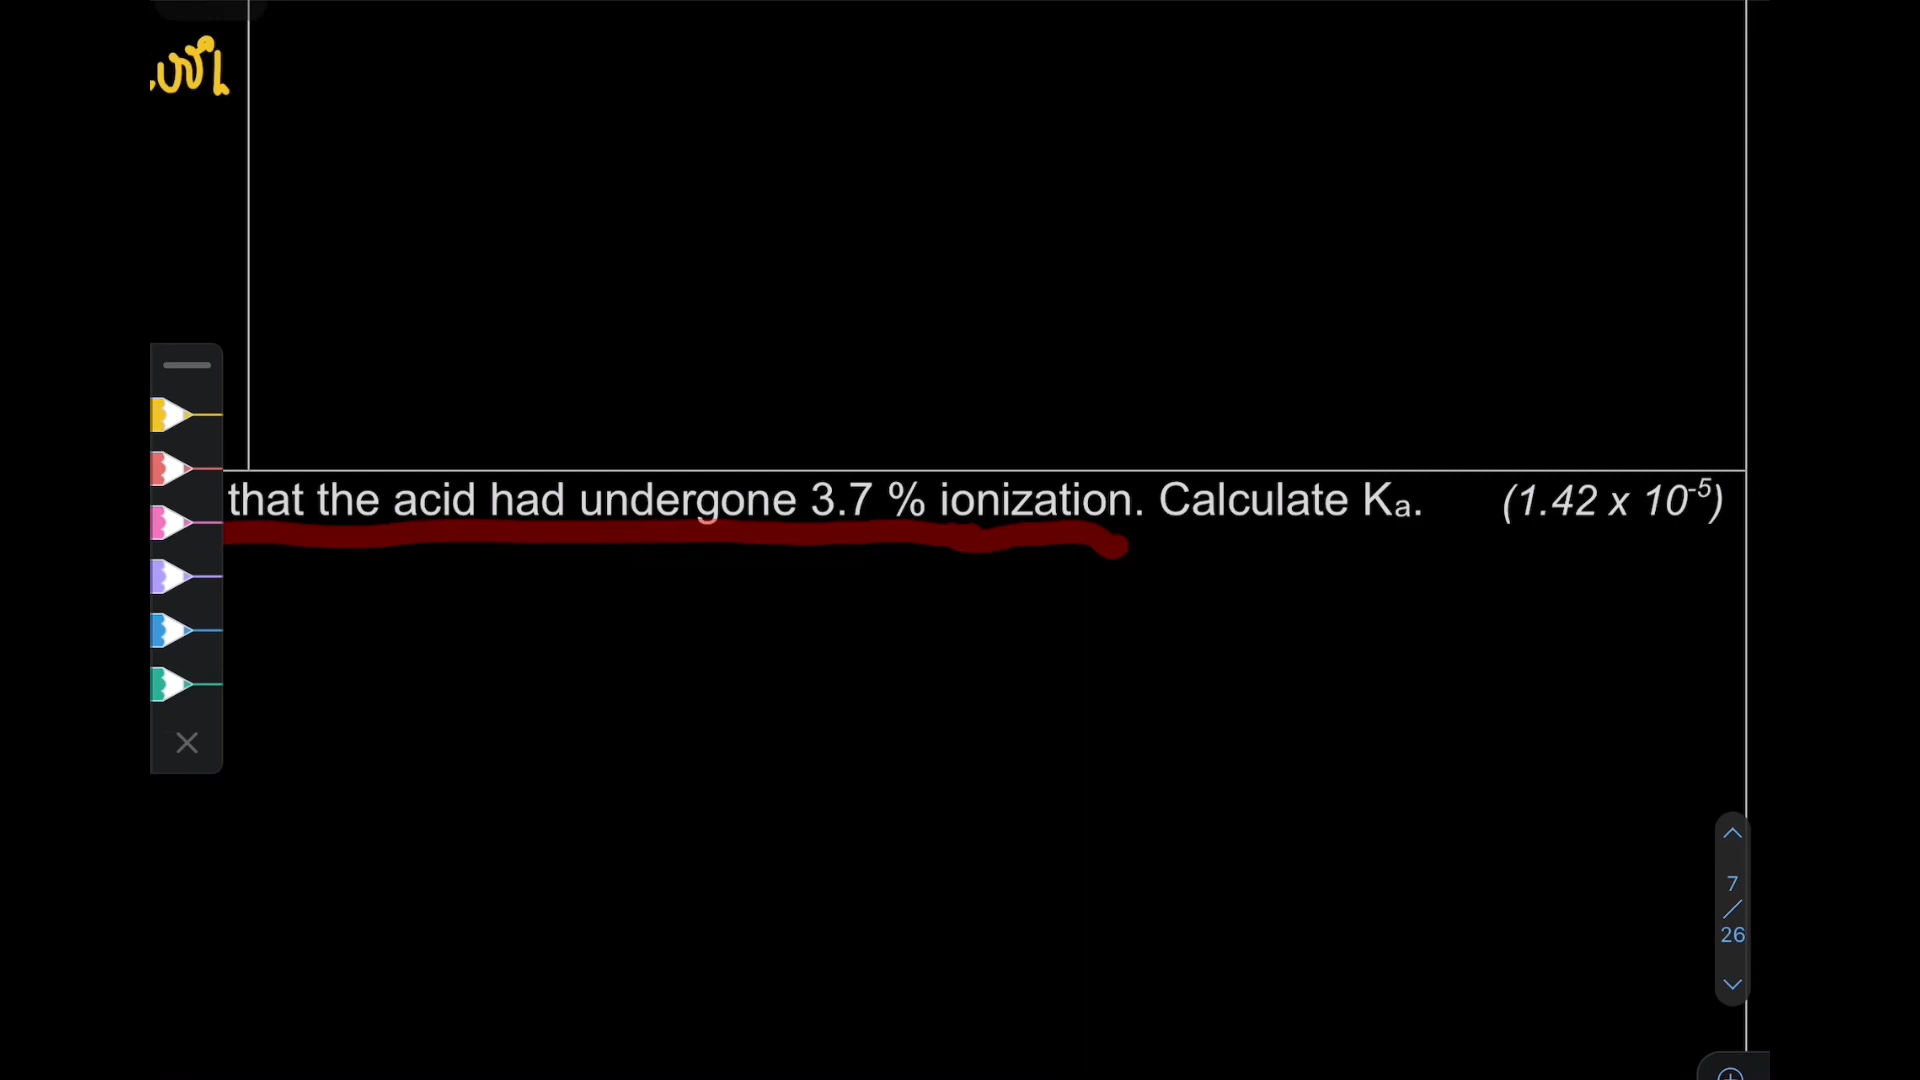 that the acid had undergone 3.7 % ionization. Calculate Kₐ. (1.42 x 10⁻⁵)
7
/
26